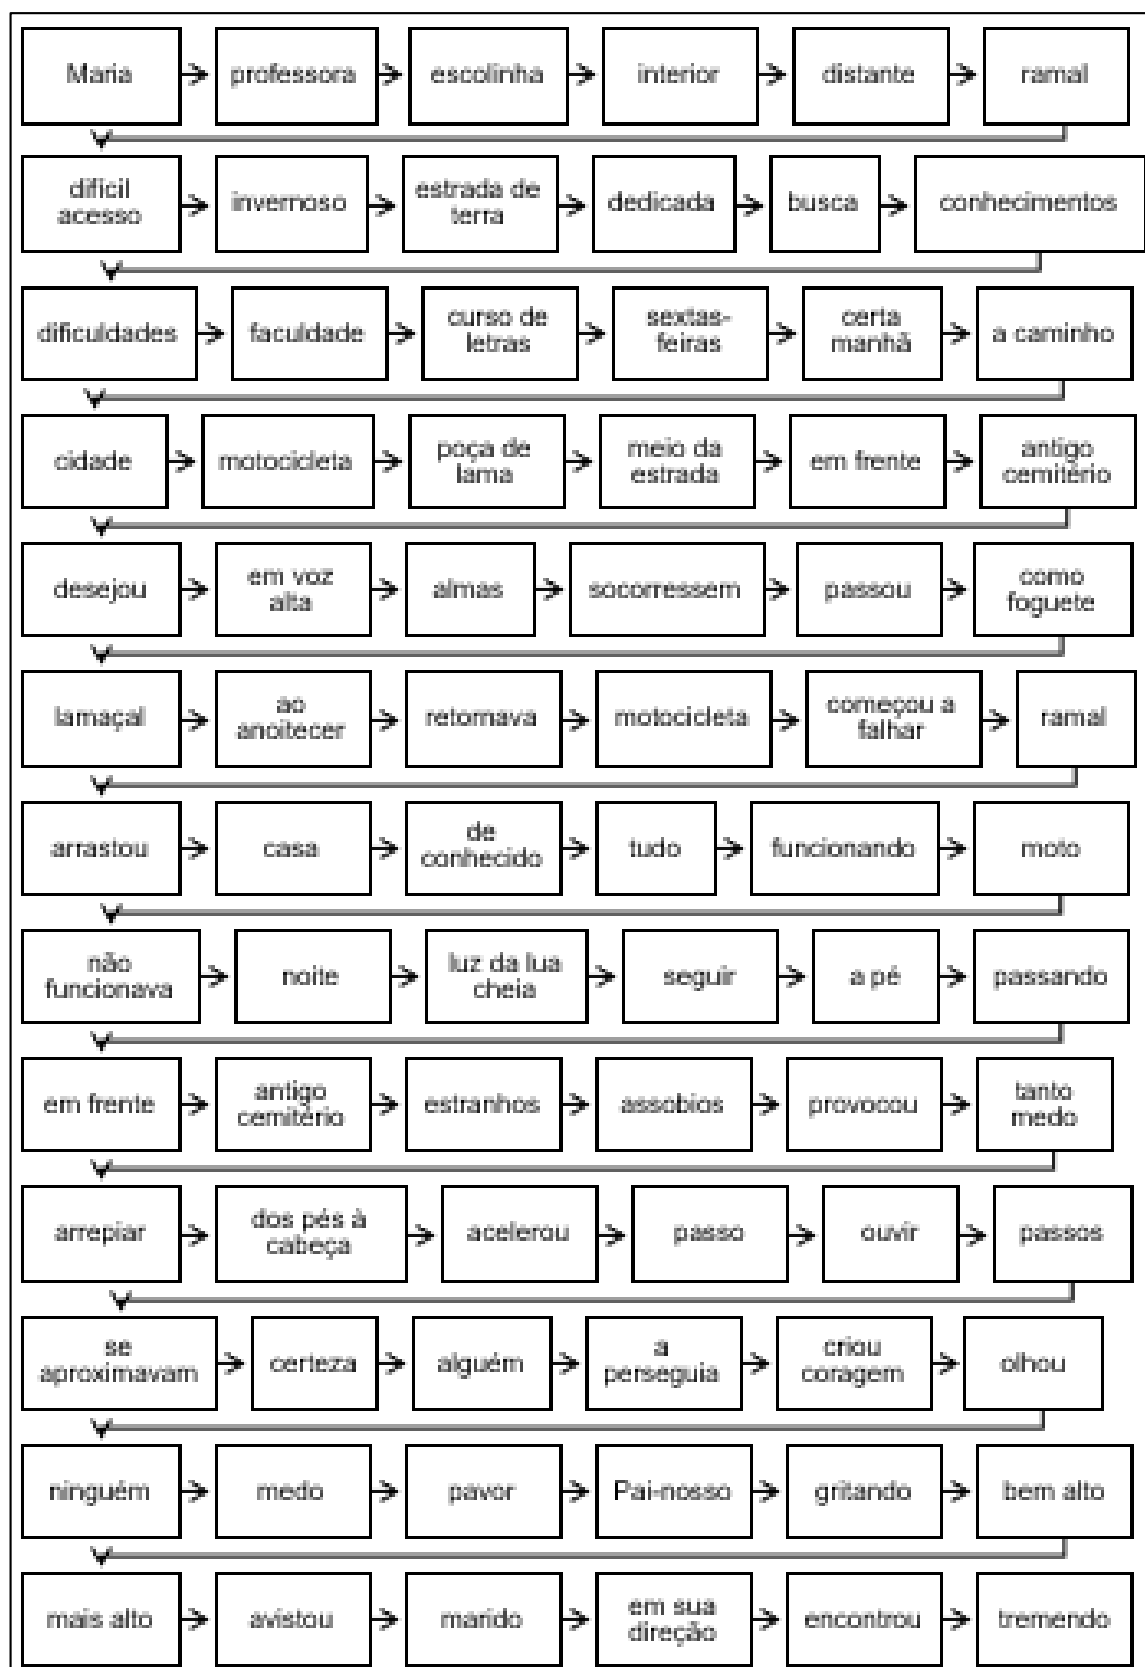 Maria professora escolinha interior distante ramal
difícil acesso invernoso estrada de terra dedicada busca conhecimentos
dificuldades faculdade curso de letras sextas-feiras certa manhã a caminho
cidade motocicleta poça de lama meio da estrada em frente antigo cemitério
desejou em voz alta almas socorressem passou como foguete
lamaçal ao anoitecer retornava motocicleta começou a falhar ramal
arrastou casa de conhecido tudo funcionando moto
não funcionava noite luz da lua cheia seguir a pé passando
em frente antigo cemitério estranhos assobios provocou tanto medo
arrepiar dos pés à cabeça acelerou passo ouvir passos
se aproximavam certeza alguém a perseguia criou coragem olhou
ninguém medo pavor Pai-nosso gritando bem alto
mais alto avistou marido em sua direção encontrou tremendo